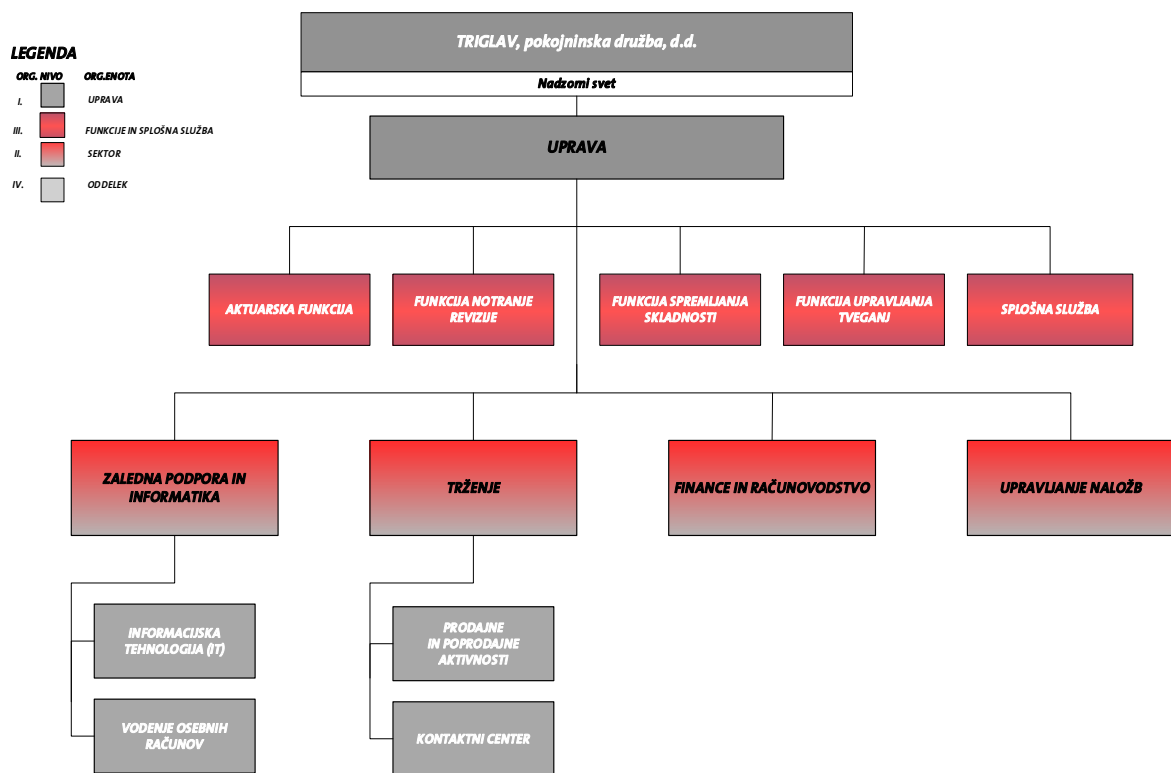 TRIGLAV, pokojninska družba, d.d.
Nadzorni svet
LEGENDA
ORG. NIVO ORG.ENOTA
I. UPRAVA
III. FUNKCIJE IN SPLOŠNA SLUŽBA
II. SEKTOR
IV. ODDELEK
UPRAVA
AKTUARSKA FUNKCIJA
FUNKCIJA NOTRANJE
REVIZIJE
FUNKCIJA SPREMLJANJA
SKLADNOSTI
FUNKCIJA UPRAVLJANJA
TVEGANJ
SPLOŠNA SLUŽBA
ZALEDNA PODPORA IN
INFORMATIKA
TRŽENJE
FINANCE IN RAČUNOVODSTVO
UPRAVLJANJE NALOŽB
INFORMACIJSKA
TEHNOLOGIJA (IT)
PRODAJNE
IN POPRODAJNE
AKTIVNOSTI
VODENJE OSEBNIH
RAČUNOV
KONTAKTNI CENTER